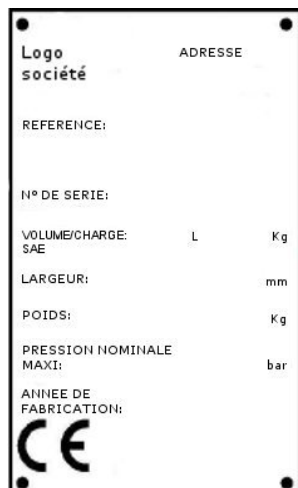 Logo ADRESSE
société
REFERENCE:
Nº DE SERIE:
VOLUME/CHARGE: L Kg
SAE
LARGEUR: mm
POIDS: Kg
PRESSION NOMINALE
MAXI: bar
ANNEE DE
FABRICATION:
CE